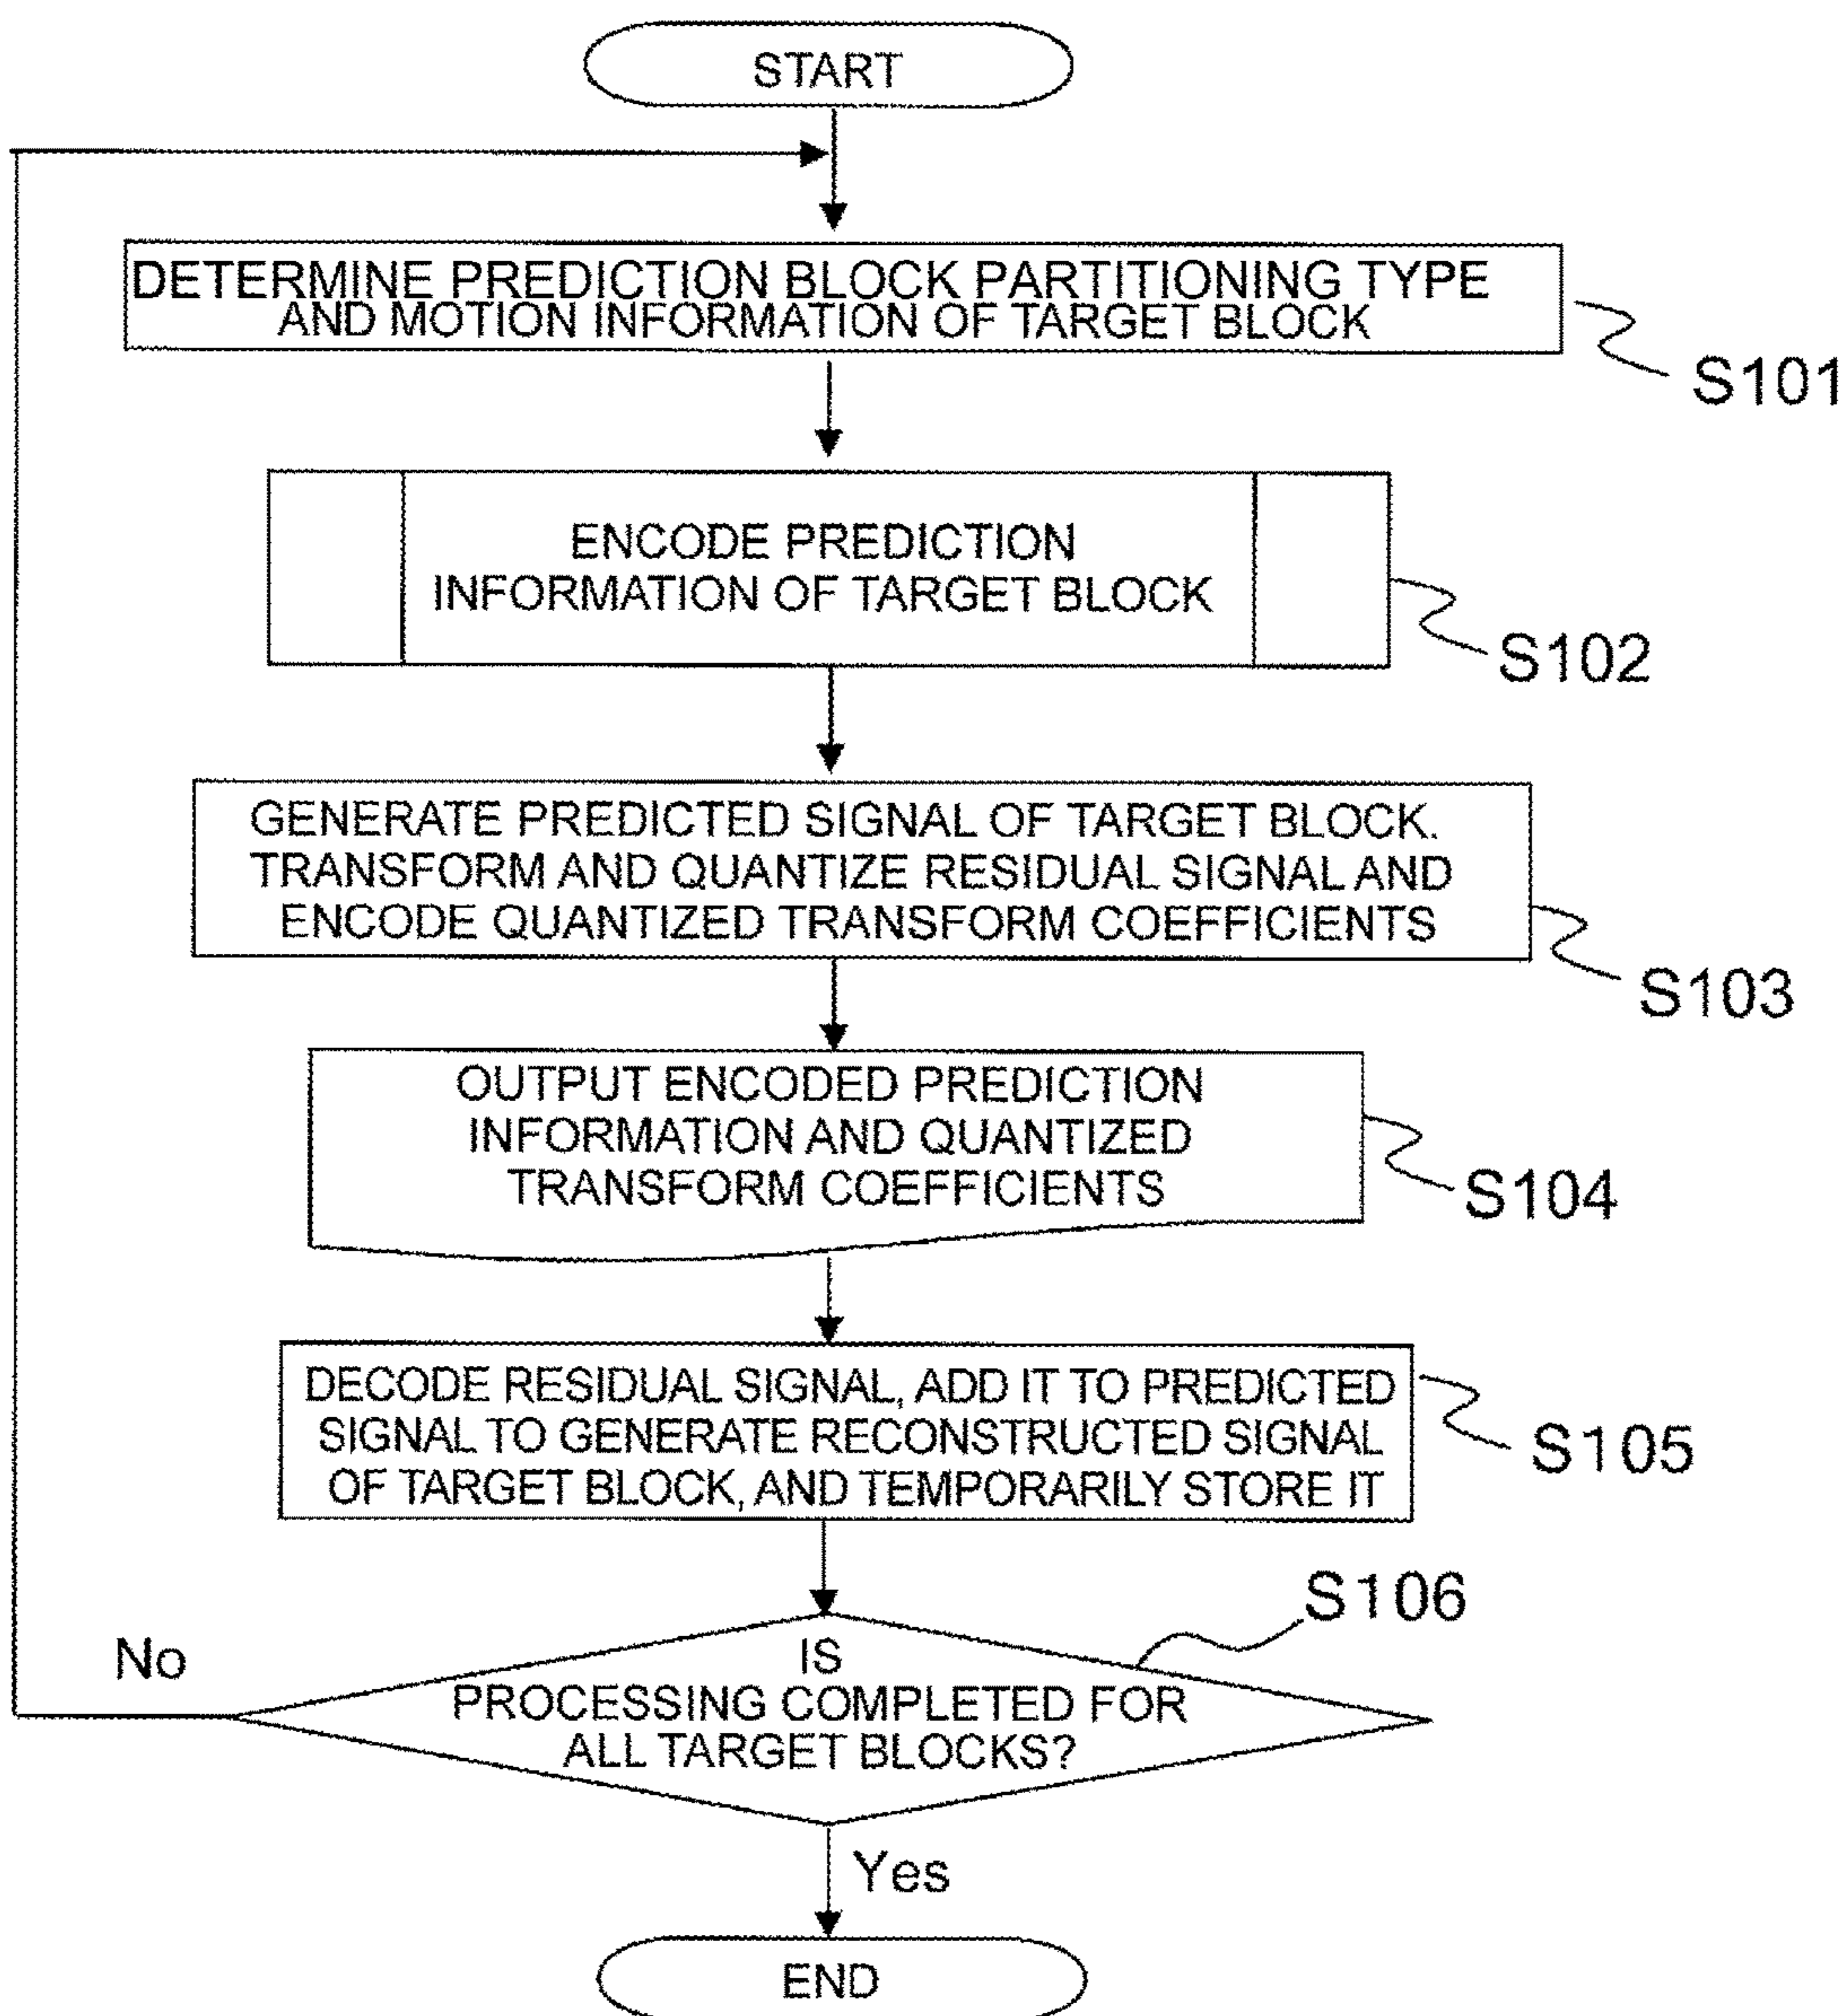 START
DETERMINE PREDICTION BLOCK PARTITIONING TYPE
AND MOTION INFORMATION OF TARGET BLOCK
S101
ENCODE PREDICTION
INFORMATION OF TARGET BLOCK
S102
GENERATE PREDICTED SIGNAL OF TARGET BLOCK.
TRANSFORM AND QUANTIZE RESIDUAL SIGNAL AND
ENCODE QUANTIZED TRANSFORM COEFFICIENTS
S103
OUTPUT ENCODED PREDICTION
INFORMATION AND QUANTIZED
TRANSFORM COEFFICIENTS
S104
DECODE RESIDUAL SIGNAL, ADD IT TO PREDICTED
SIGNAL TO GENERATE RECONSTRUCTED SIGNAL
OF TARGET BLOCK, AND TEMPORARILY STORE IT
S105
S106
No
IS
PROCESSING COMPLETED FOR
ALL TARGET BLOCKS?
Yes
END